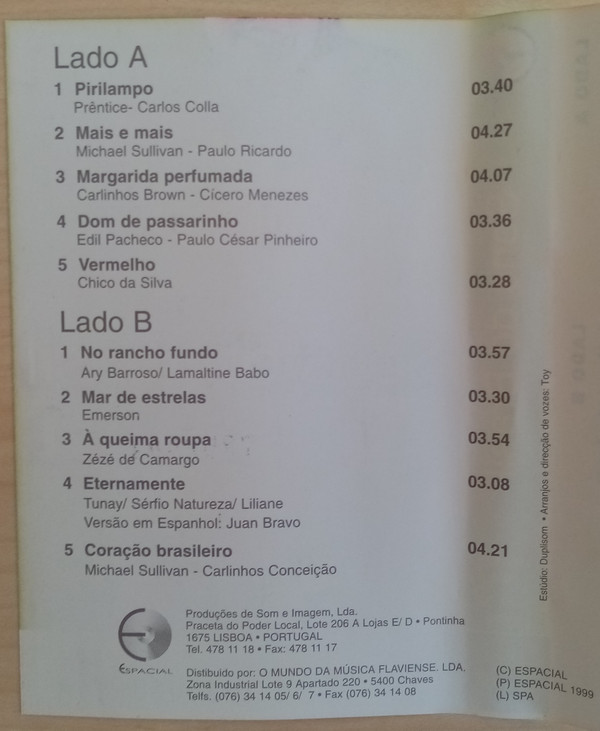 Lado A
1 Pirilampo 03.40
Prêntice- Carlos Colla
2 Mais e mais 04.27
Michael Sullivan - Paulo Ricardo
3 Margarida perfumada 04.07
Carlinhos Brown - Cícero Menezes
4 Dom de passarinho 03.36
Edil Pacheco - Paulo César Pinheiro
5 Vermelho 03.28
Chico da Silva
Lado B
1 No rancho fundo 03.57
Ary Barroso/ Lamaltine Babo
2 Mar de estrelas 03.30
Emerson
3 À queima roupa 03.54
Zézé de Camargo
4 Eternamente 03.08
Tunay/ Sérfio Natureza/ Liliane
Versão em Espanhol: Juan Bravo
5 Coração brasileiro 04.21
Michael Sullivan - Carlinhos Conceição
Estúdio: Duplisom • Arranjos e direcção de vozes: Toy
ESPACIAL
Produções de Som e Imagem, Lda.
Praceta do Poder Local, Lote 206 A Lojas E/ D • Pontinha
1675 LISBOA • PORTUGAL
Tel. 478 11 18 • Fax: 478 11 17
Distibuido por: O MUNDO DA MÚSICA FLAVIENSE. LDA.
Zona Industrial Lote 9 Apartado 220 • 5400 Chaves
Telfs. (076) 34 14 05/ 6/ 7 • Fax (076) 34 14 08
(C) ESPACIAL
(P) ESPACIAL 1999
(L) SPA
LADO A
LADO B